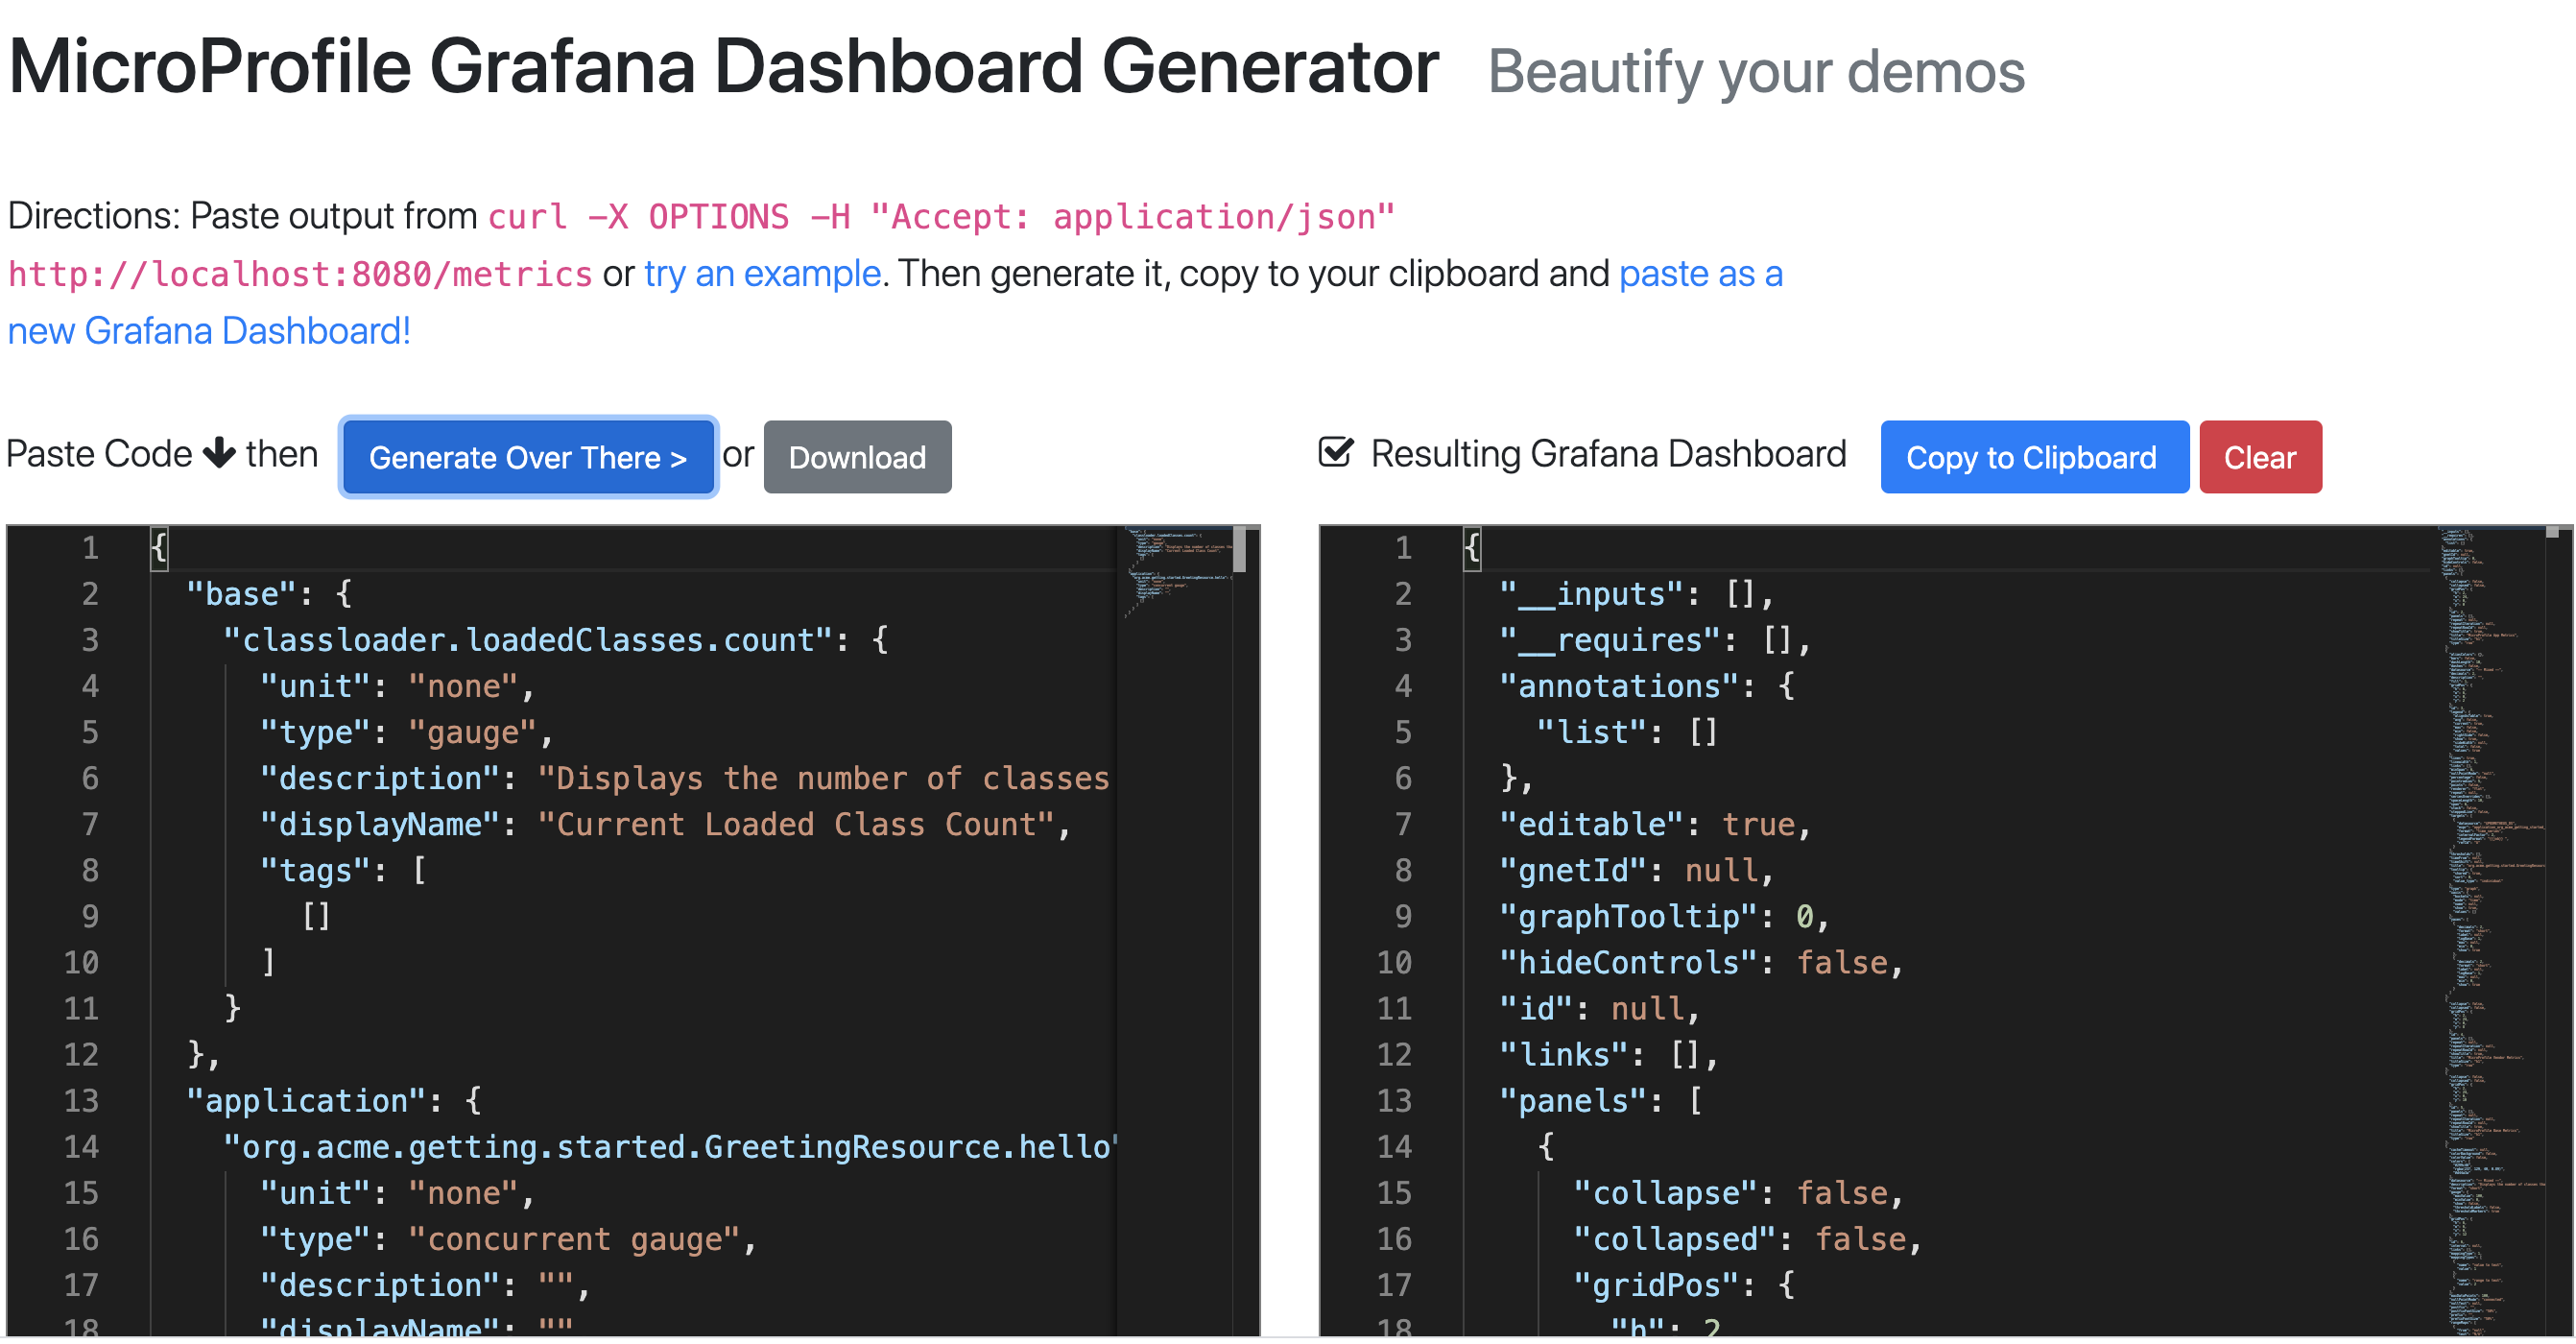 MicroProfile Grafana Dashboard Generator Beautify your demos
Directions: Paste output from curl -X OPTIONS -H "Accept: application/json"
http://localhost:8080/metrics or try an example. Then generate it, copy to your clipboard and paste as a
new Grafana Dashboard!
Paste Code then Generate Over There > or Download
1 {
2 "base": {
3 "classloader.loadedClasses.count": {
4 "unit": "none",
5 "type": "gauge",
6 "description": "Displays the number of classes
7 "displayName": "Current Loaded Class Count",
8 "tags": [
9 []
10 ]
11 }
12 },
13 "application": {
14 "org.acme.getting.started.GreetingResource.hello"
15 "unit": "none",
16 "type": "concurrent gauge",
17 "description": "",
18 "displayName": ""
Resulting Grafana Dashboard Copy to Clipboard Clear
1 {
2 "__inputs": [],
3 "__requires": [],
4 "annotations": {
5 "list": []
6 },
7 "editable": true,
8 "gnetId": null,
9 "graphTooltip": 0,
10 "hideControls": false,
11 "id": null,
12 "links": [],
13 "panels": [
14 {
15 "collapse": false,
16 "collapsed": false,
17 "gridPos": {
18 "h": 2